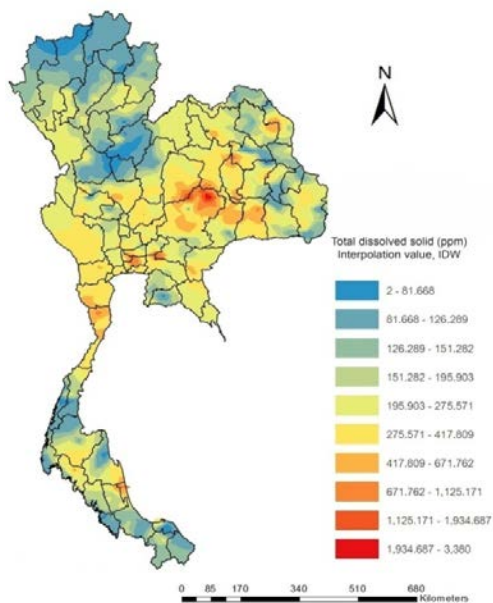 N
Total dissolved solid (ppm)
Interpolation value, IDW
2 - 81.668
81.668 - 126.289
126.289 - 151.282
151.282 - 195.903
195.903 - 275.571
275.571 - 417.809
417.809 - 671.762
671.762 - 1,125.171
1,125.171 - 1,934.687
1,934.687 - 3,380
0 85 170 340 510 680
Kilometers